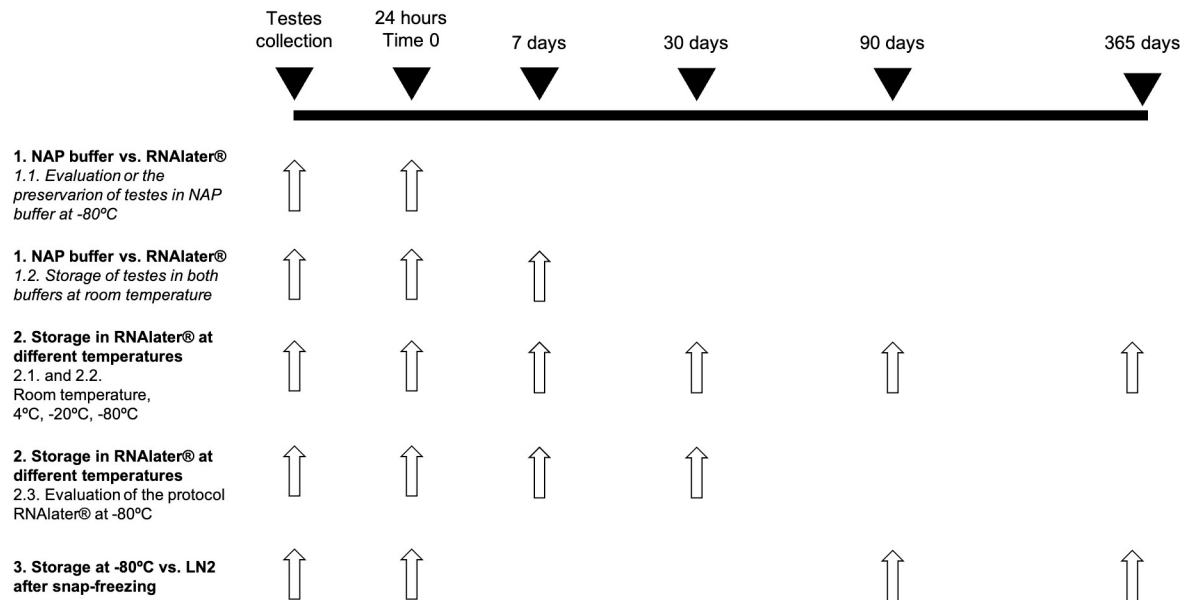 Testes
collection
24 hours
Time 0
7 days
30 days
90 days
365 days
1. NAP buffer vs. RNAlater®
1.1. Evaluation or the
preservarion of testes in NAP
buffer at -80ºC
1. NAP buffer vs. RNAlater®
1.2. Storage of testes in both
buffers at room temperature
2. Storage in RNAlater® at
different temperatures
2.1. and 2.2.
Room temperature,
4ºC, -20ºC, -80ºC
2. Storage in RNAlater® at
different temperatures
2.3. Evaluation of the protocol
RNAlater® at -80ºC
3. Storage at -80ºC vs. LN2
after snap-freezing